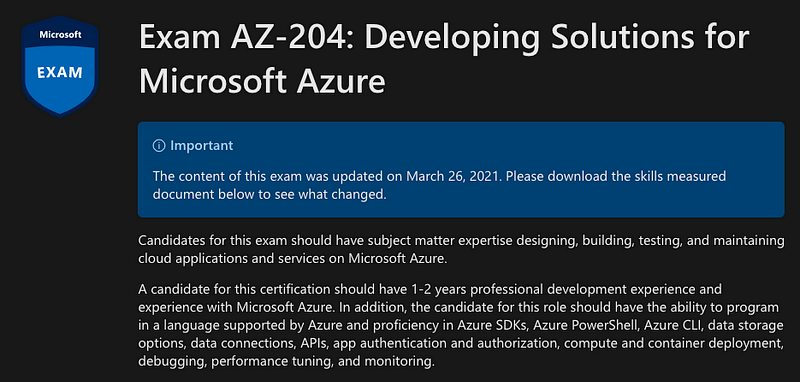 Microsoft
EXAM
Exam AZ-204: Developing Solutions for
Microsoft Azure
Important
The content of this exam was updated on March 26, 2021. Please download the skills measured
document below to see what changed.
Candidates for this exam should have subject matter expertise designing, building, testing, and maintaining
cloud applications and services on Microsoft Azure.
A candidate for this certification should have 1-2 years professional development experience and
experience with Microsoft Azure. In addition, the candidate for this role should have the ability to program
in a language supported by Azure and proficiency in Azure SDKs, Azure PowerShell, Azure CLI, data storage
options, data connections, APIs, app authentication and authorization, compute and container deployment,
debugging, performance tuning, and monitoring.